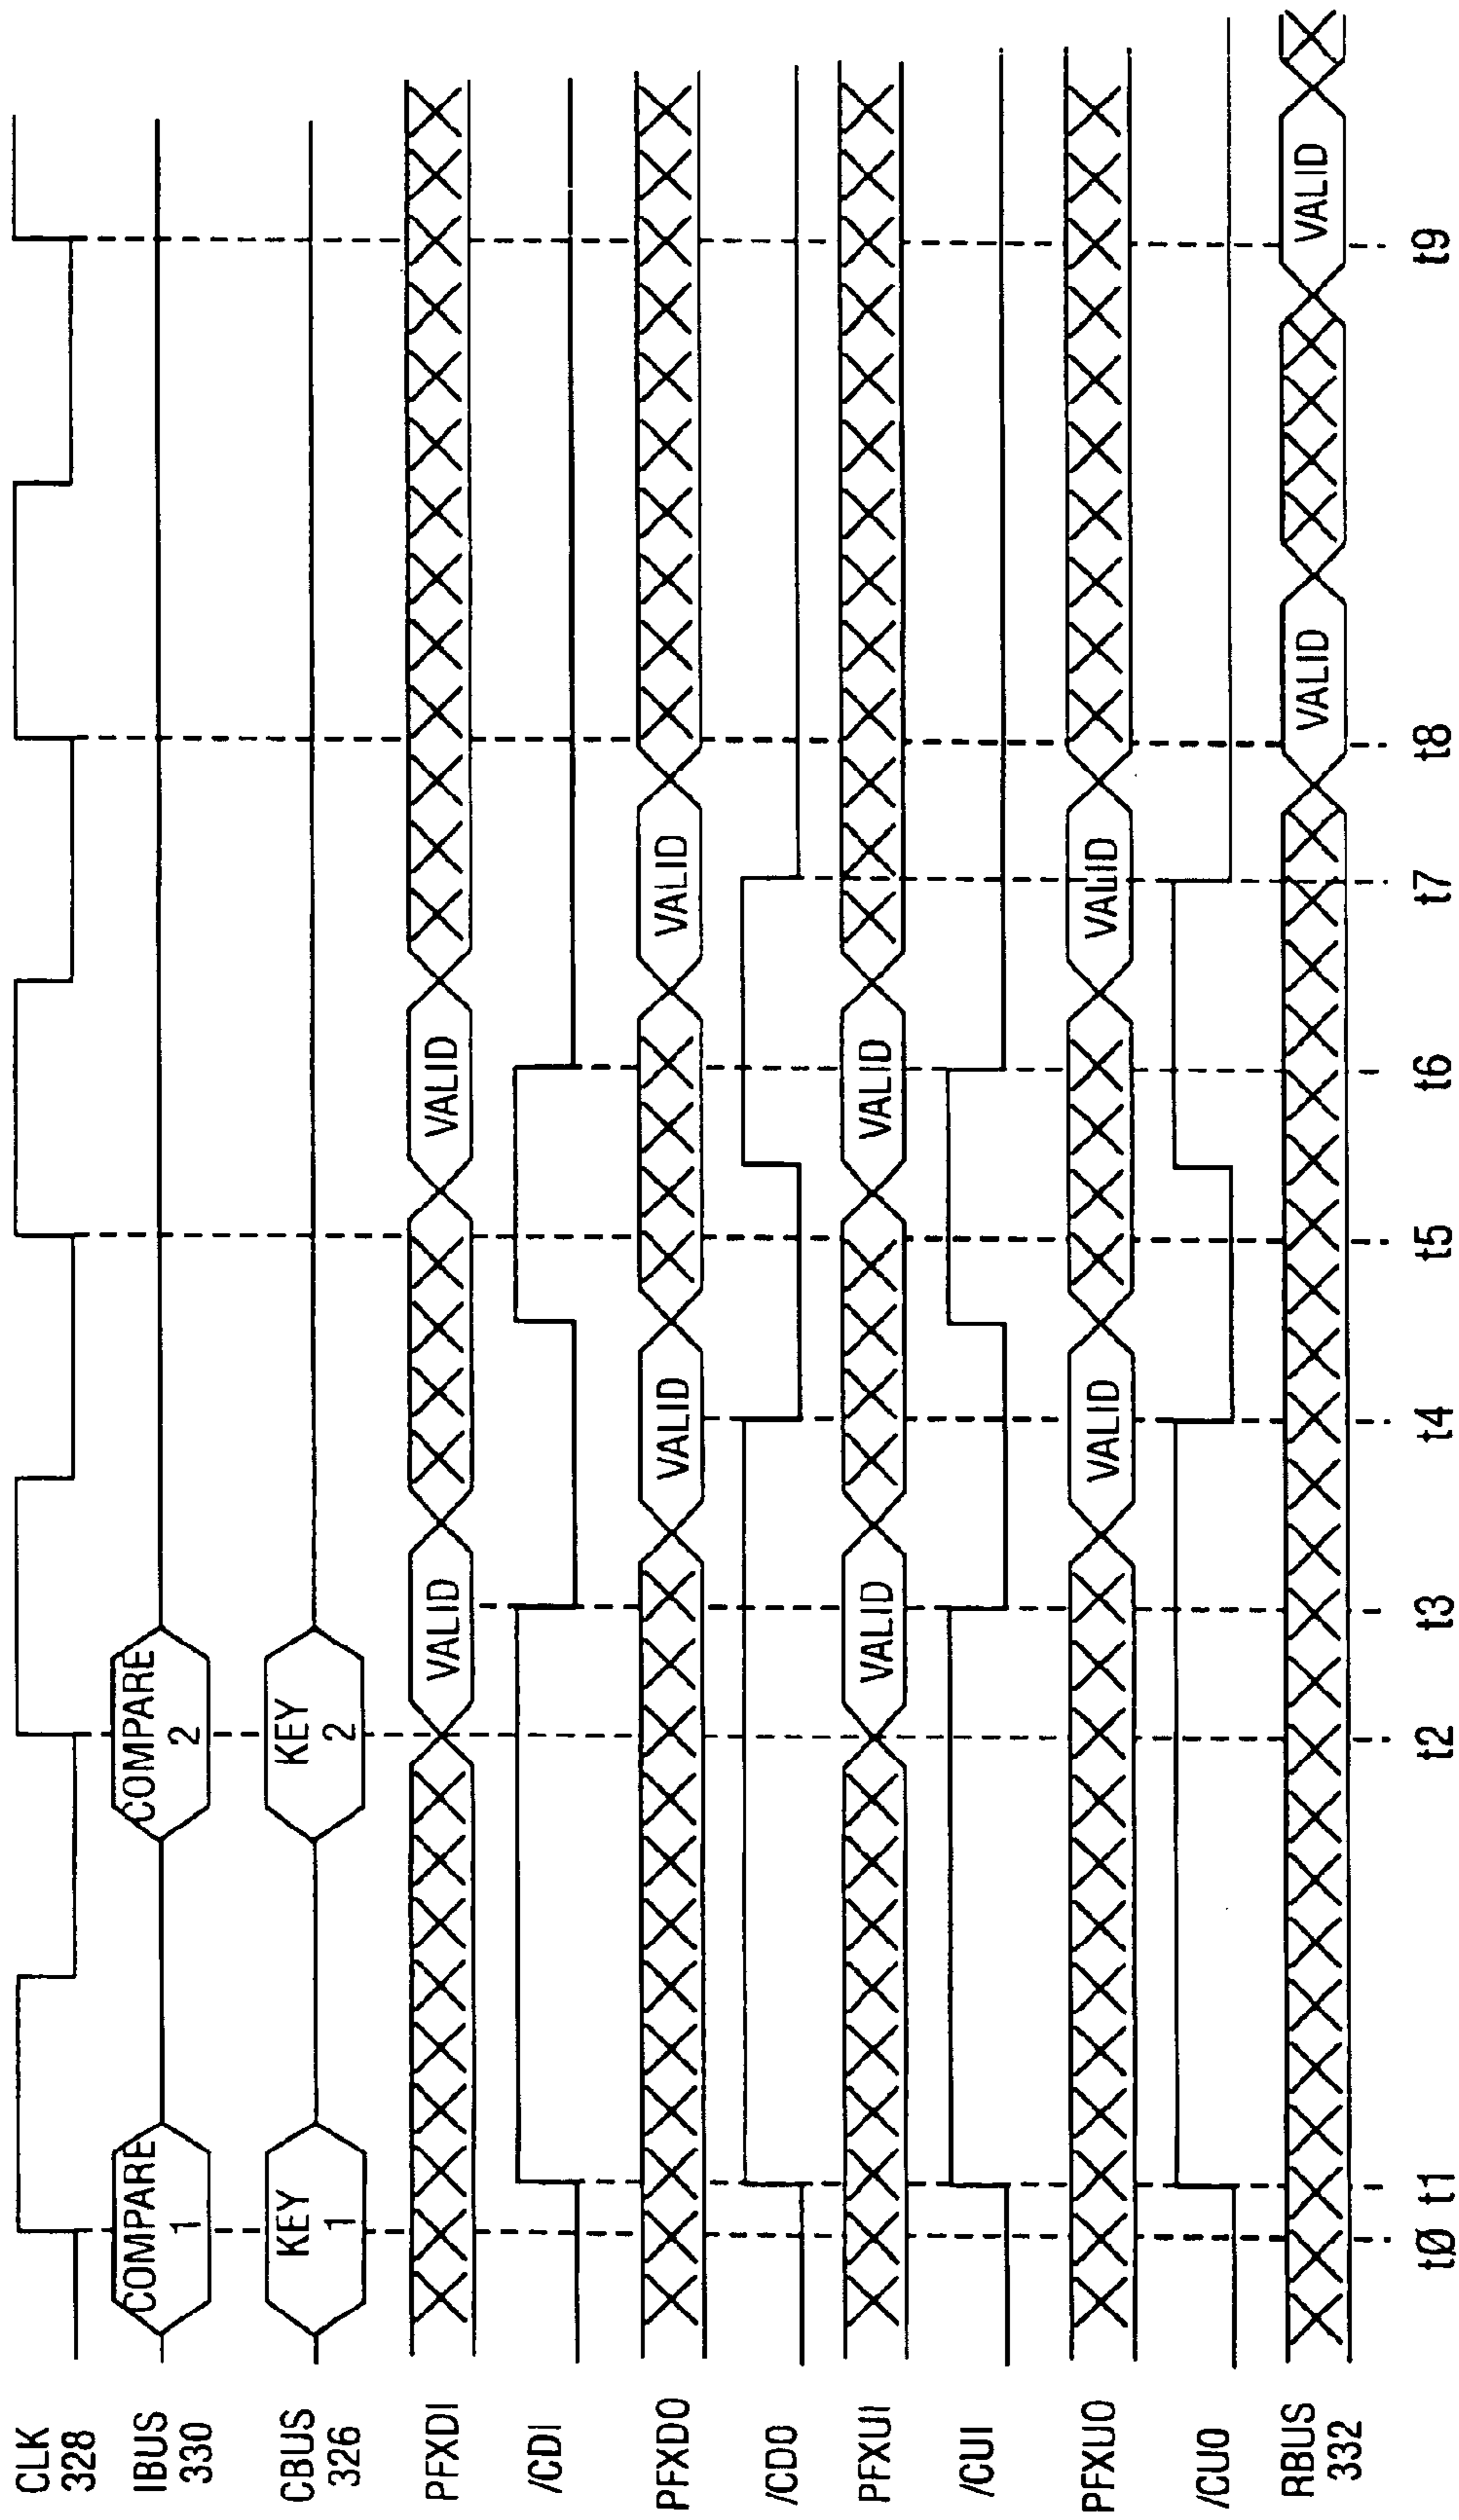 CLK
328
IBUS
330
COMPARE
1
COMPARE
2
CBUS
326
KEY
1
KEY
2
PFXDI
VALID
VALID
/CDI
PFXDO
VALID
VALID
/CDO
PFXUI
VALID
VALID
/CUI
PFXUO
VALID
VALID
/CUO
RBUS
332
VALID
VALID
tØ t1 t2 t3 t4 t5 t6 t7 t8 t9